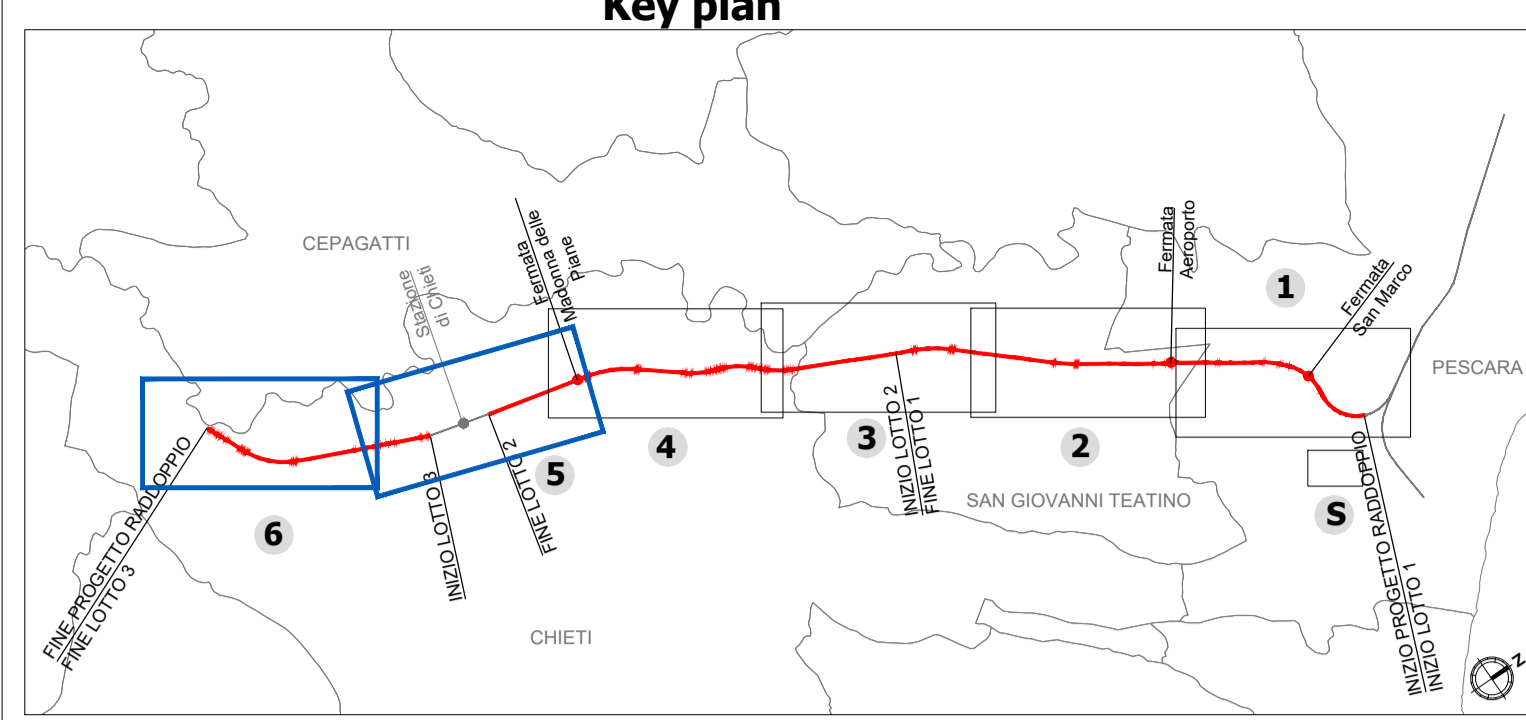 Key plan
CEPAGATTI
Stazione
di Chieti
Fermata
Madonna delle
Piane
Fermata
Aeroporto
1
Fermata
San Marco
PESCARA
4
3
2
5
6
S
INIZIO LOTTO 2
FINE LOTTO 1
SAN GIOVANNI TEATINO
FINE PROGETTO RADDOPPIO
FINE LOTTO 3
INIZIO LOTTO 3
FINE LOTTO 2
CHIETI
INIZIO PROGETTO RADDOPPIO
INIZIO LOTTO 1
N